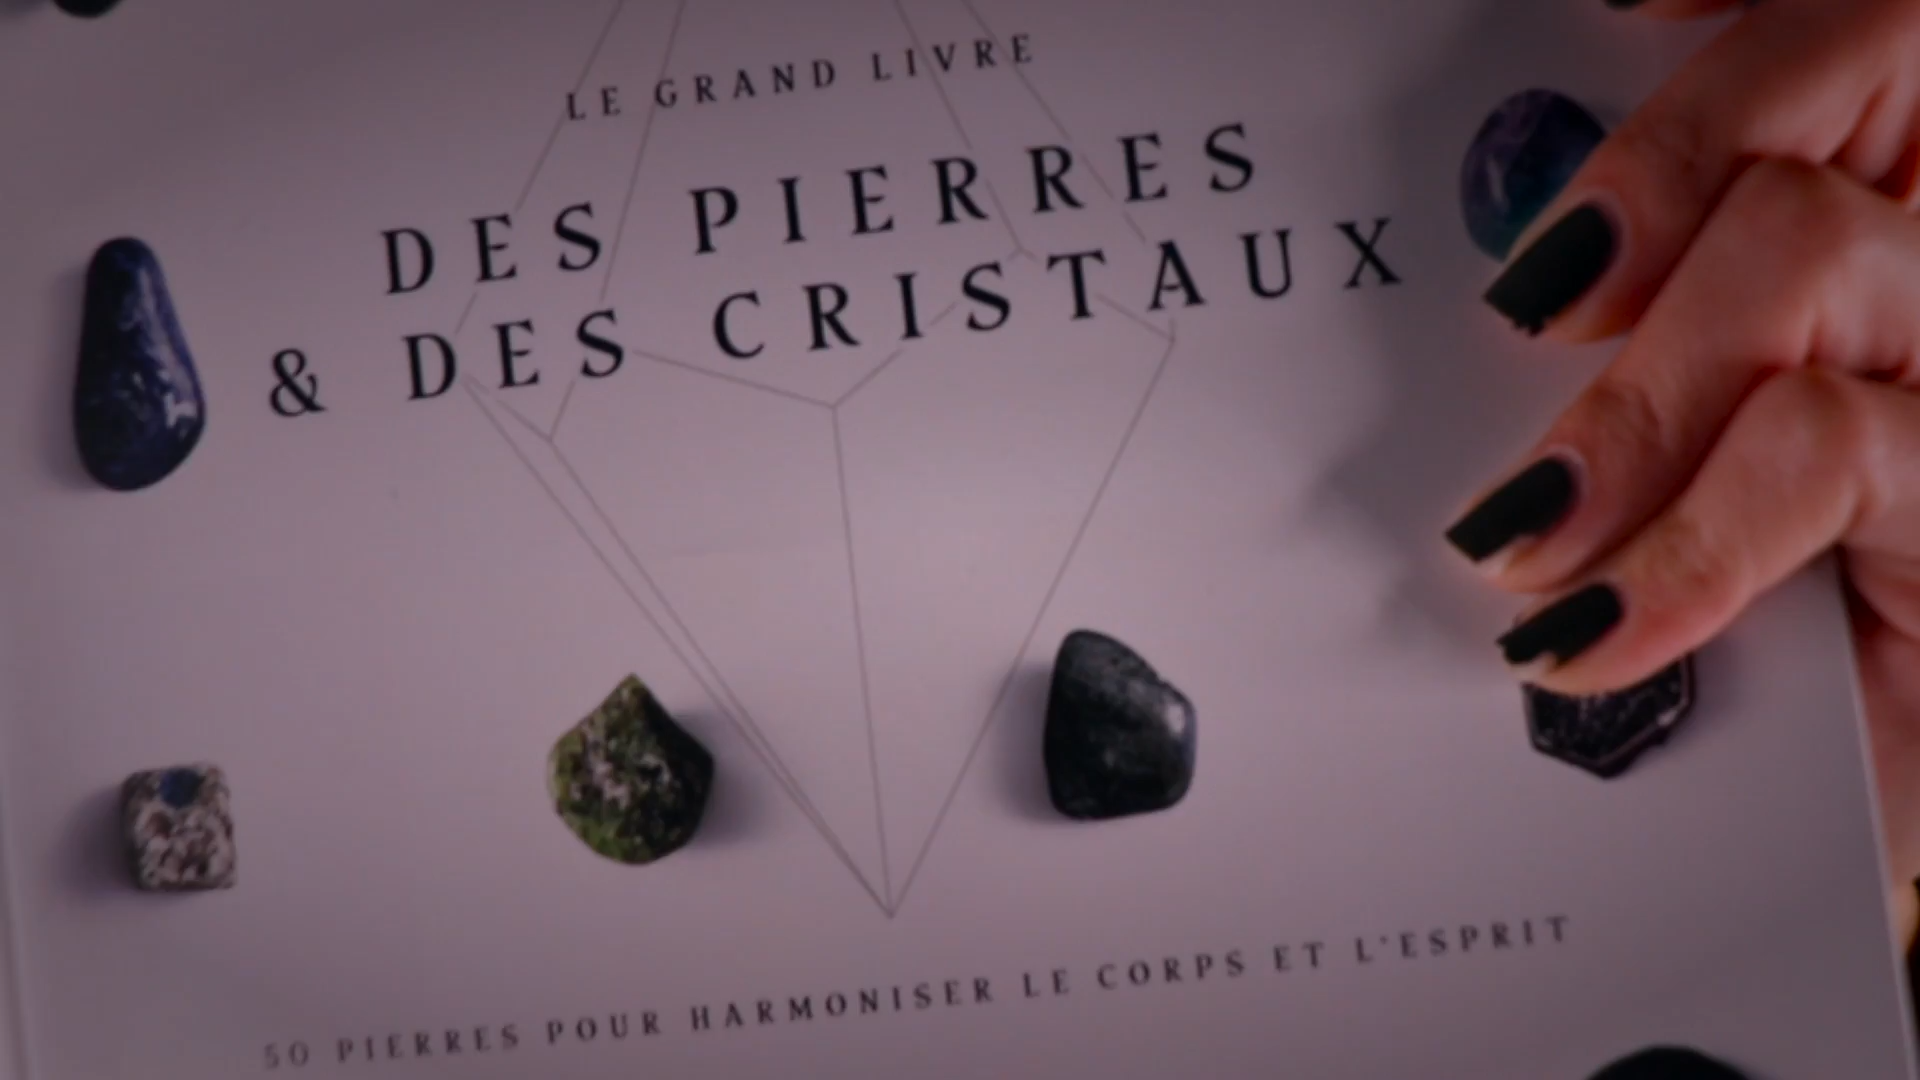 LE GRAND LIVRE
DES PIERRES
& DES CRISTAUX
50 PIERRES POUR HARMONISER LE CORPS ET L'ESPRIT